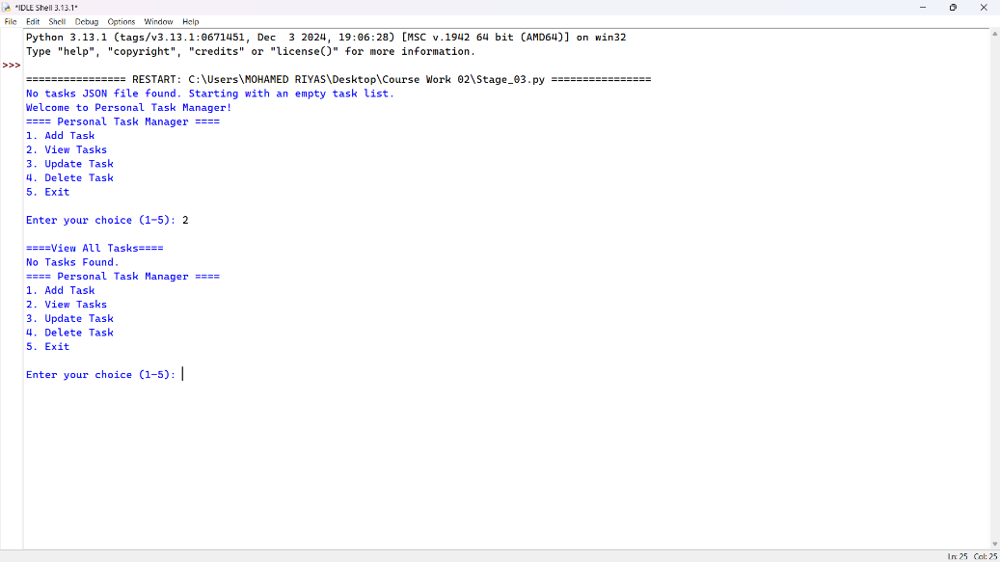 *IDLE Shell 3.13.1*
File Edit Shell Debug Options Window Help
Python 3.13.1 (tags/v3.13.1:0671451, Dec  3 2024, 19:06:28) [MSC v.1942 64 bit (AMD64)] on win32
Type "help", "copyright", "credits" or "license()" for more information.
>>>
================ RESTART: C:\Users\MOHAMED RIYAS\Desktop\Course Work 02\Stage_03.py ================
No tasks JSON file found. Starting with an empty task list.
Welcome to Personal Task Manager!
==== Personal Task Manager ====
1. Add Task
2. View Tasks
3. Update Task
4. Delete Task
5. Exit
Enter your choice (1-5): 2
====View All Tasks====
No Tasks Found.
==== Personal Task Manager ====
1. Add Task
2. View Tasks
3. Update Task
4. Delete Task
5. Exit
Enter your choice (1-5):
Ln: 25 Col: 25